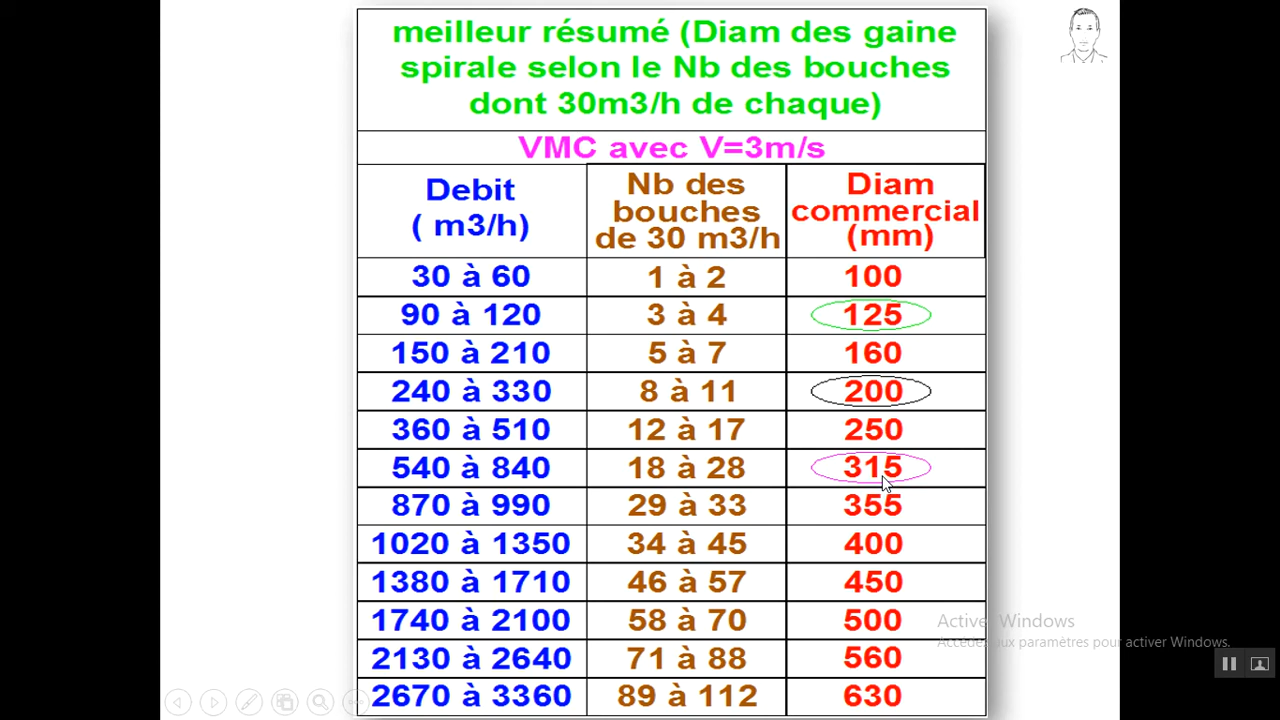 meilleur résumé (Diam des gaine
spirale selon le Nb des bouches
dont 30m3/h de chaque)
VMC avec V=3m/s
Debit
( m3/h)
Nb des
bouches
de 30 m3/h
Diam
commercial
(mm)
30 à 60 1 à 2 100
90 à 120 3 à 4 125
150 à 210 5 à 7 160
240 à 330 8 à 11 200
360 à 510 12 à 17 250
540 à 840 18 à 28 315
870 à 990 29 à 33 355
1020 à 1350 34 à 45 400
1380 à 1710 46 à 57 450
1740 à 2100 58 à 70 500
2130 à 2640 71 à 88 560
2670 à 3360 89 à 112 630
Activer Windows
Accédez aux paramètres pour activer Windows.